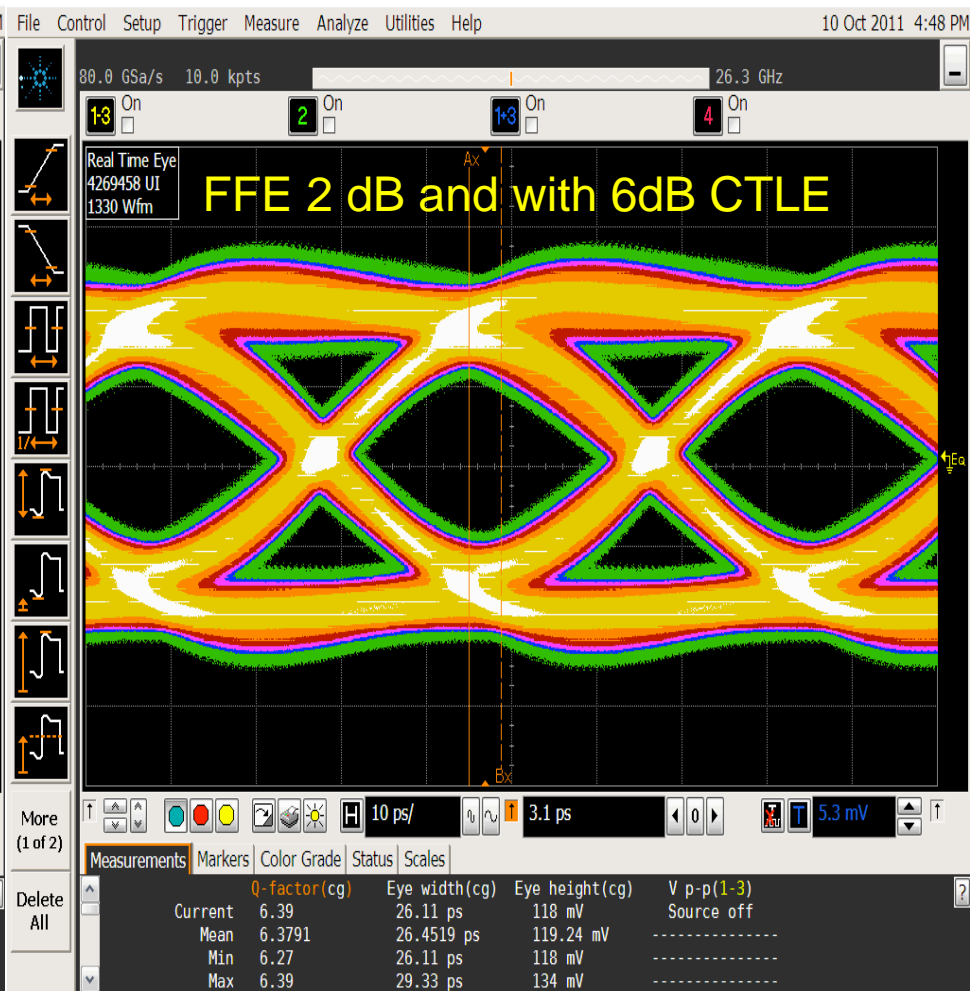 File Control Setup Trigger Measure Analyze Utilities Help 10 Oct 2011 4:48 PM
80.0 GSa/s 10.0 kpts 26.3 GHz
1-3 On 2 On 1+3 On 4 On
Real Time Eye
4269458 UI
1330 Wfm
FFE 2 dB and with 6dB CTLE
Ax
Eq
Bx
1/
More
(1 of 2)
Delete
All
H 10 ps/ 3.1 ps 0 T 5.3 mV
Measurements Markers Color Grade Status Scales
Q-factor(cg) Eye width(cg) Eye height(cg) V p-p(1-3) ?
Current 6.39 26.11 ps 118 mV Source off
Mean 6.3791 26.4519 ps 119.24 mV ---------------
Min 6.27 26.11 ps 118 mV ---------------
Max 6.39 29.33 ps 134 mV ---------------